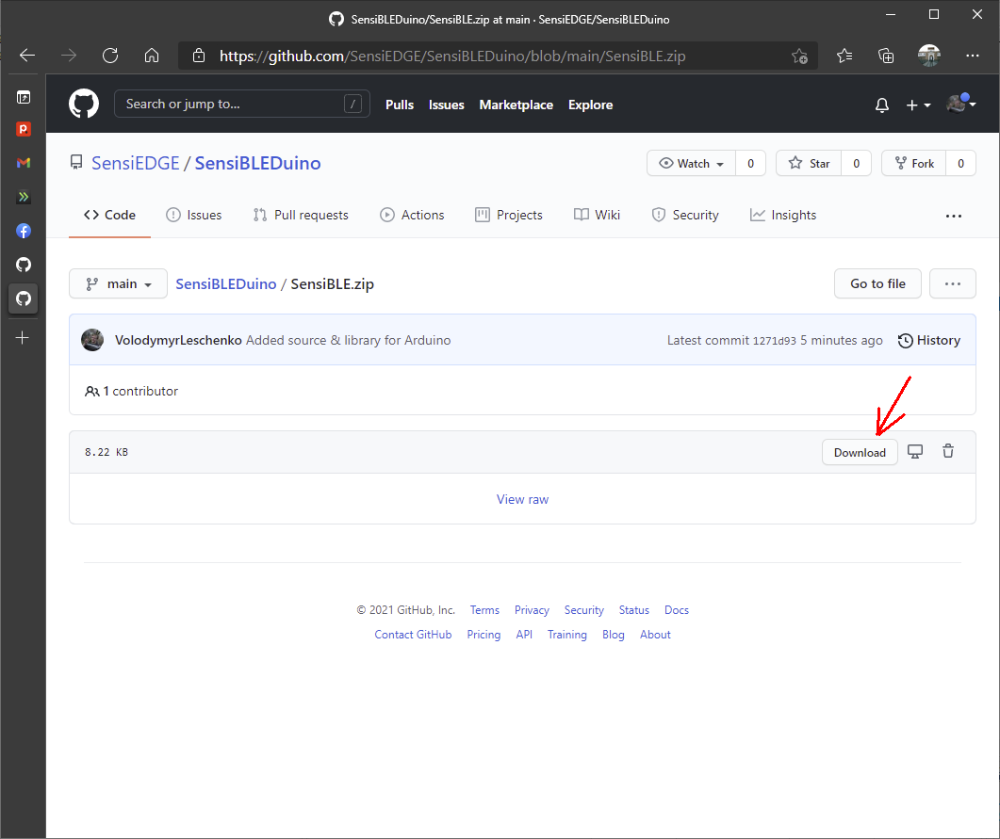 SensiBLEDuino/SensiBLE.zip at main · SensiEDGE/SensiBLEDuino
https://github.com/SensiEDGE/SensiBLEDuino/blob/main/SensiBLE.zip
Search or jump to... / Pulls Issues Marketplace Explore
SensiEDGE / SensiBLEDuino Watch 0 Star 0 Fork 0
Code Issues Pull requests Actions Projects Wiki Security Insights ...
main SensiBLEDuino / SensiBLE.zip Go to file ...
VolodymyrLeschenko Added source & library for Arduino Latest commit 1271d93 5 minutes ago History
1 contributor
8.22 KB Download
View raw
© 2021 GitHub, Inc. Terms Privacy Security Status Docs
Contact GitHub Pricing API Training Blog About